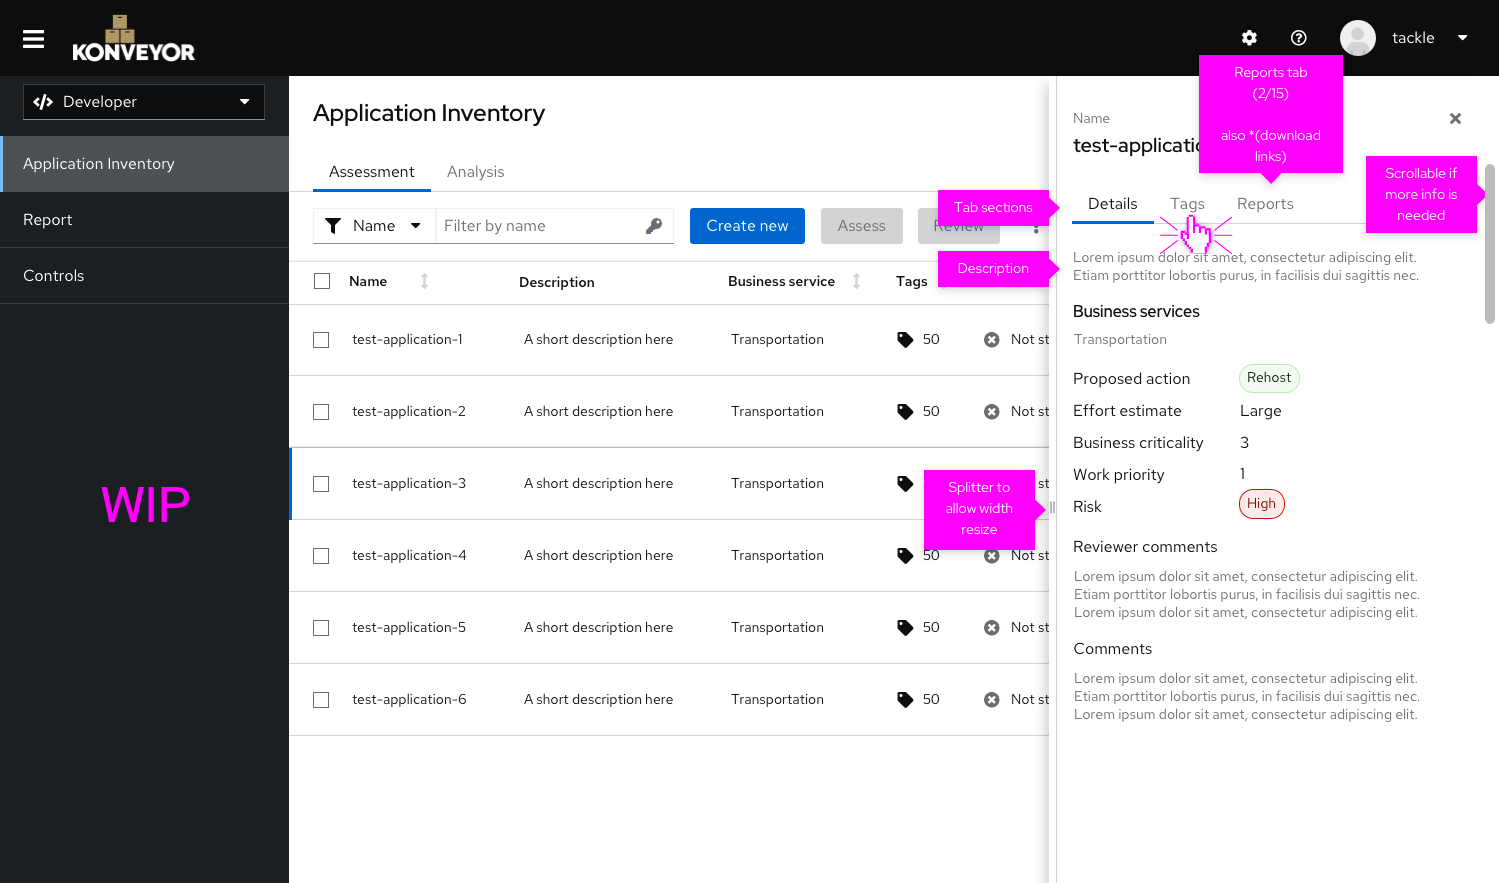 KONVEYOR
tackle
Developer
Application Inventory
Report
Controls
WIP
Application Inventory
Assessment
Analysis
Name
Filter by name
Create new
Assess
Review
Name
Description
Business service
Tags
test-application-1
A short description here
Transportation
50
Not st
test-application-2
A short description here
Transportation
50
Not st
test-application-3
A short description here
Transportation
st
test-application-4
A short description here
Transportation
50
Not st
test-application-5
A short description here
Transportation
50
Not st
test-application-6
A short description here
Transportation
50
Not st
Tab sections
Description
Splitter to
allow width
resize
Reports tab
(2/15)
also *(download
links)
Scrollable if
more info is
needed
Name
test-applicatio
Details
Tags
Reports
Lorem ipsum dolor sit amet, consectetur adipiscing elit.
Etiam porttitor lobortis purus, in facilisis dui sagittis nec.
Business services
Transportation
Proposed action
Rehost
Effort estimate
Large
Business criticality
3
Work priority
1
Risk
High
Reviewer comments
Lorem ipsum dolor sit amet, consectetur adipiscing elit.
Etiam porttitor lobortis purus, in facilisis dui sagittis nec.
Lorem ipsum dolor sit amet, consectetur adipiscing elit.
Comments
Lorem ipsum dolor sit amet, consectetur adipiscing elit.
Etiam porttitor lobortis purus, in facilisis dui sagittis nec.
Lorem ipsum dolor sit amet, consectetur adipiscing elit.